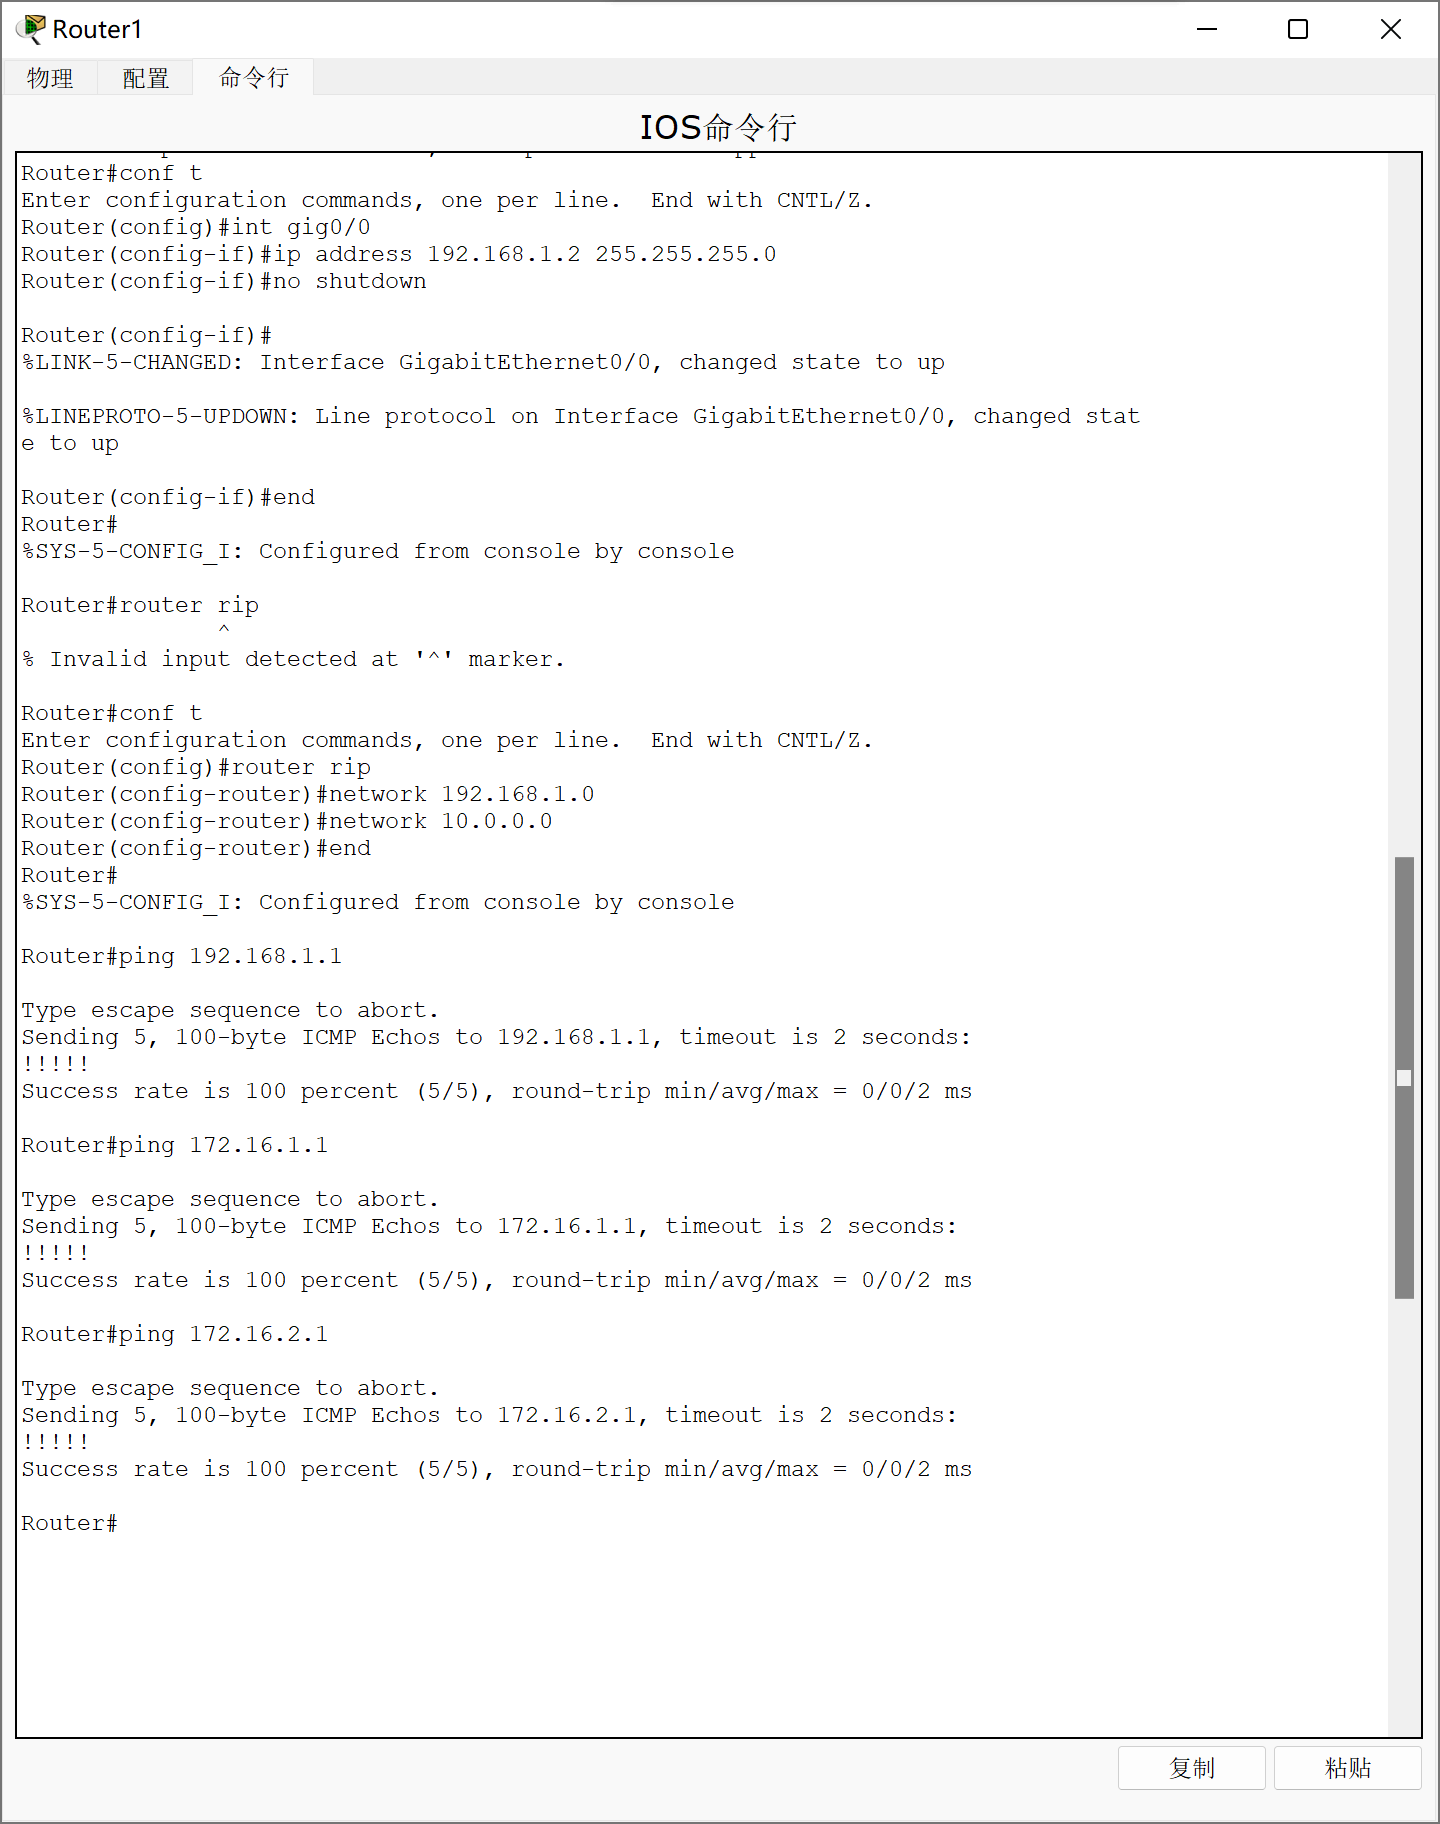 Router1
物理 配置 命令行
IOS命令行
Router#conf t
Enter configuration commands, one per line.  End with CNTL/Z.
Router(config)#int gig0/0
Router(config-if)#ip address 192.168.1.2 255.255.255.0
Router(config-if)#no shutdown
Router(config-if)#
%LINK-5-CHANGED: Interface GigabitEthernet0/0, changed state to up
%LINEPROTO-5-UPDOWN: Line protocol on Interface GigabitEthernet0/0, changed stat
e to up
Router(config-if)#end
Router#
%SYS-5-CONFIG_I: Configured from console by console
Router#router rip
^
% Invalid input detected at '^' marker.
Router#conf t
Enter configuration commands, one per line.  End with CNTL/Z.
Router(config)#router rip
Router(config-router)#network 192.168.1.0
Router(config-router)#network 10.0.0.0
Router(config-router)#end
Router#
%SYS-5-CONFIG_I: Configured from console by console
Router#ping 192.168.1.1
Type escape sequence to abort.
Sending 5, 100-byte ICMP Echos to 192.168.1.1, timeout is 2 seconds:
!!!!!
Success rate is 100 percent (5/5), round-trip min/avg/max = 0/0/2 ms
Router#ping 172.16.1.1
Type escape sequence to abort.
Sending 5, 100-byte ICMP Echos to 172.16.1.1, timeout is 2 seconds:
!!!!!
Success rate is 100 percent (5/5), round-trip min/avg/max = 0/0/2 ms
Router#ping 172.16.2.1
Type escape sequence to abort.
Sending 5, 100-byte ICMP Echos to 172.16.2.1, timeout is 2 seconds:
!!!!!
Success rate is 100 percent (5/5), round-trip min/avg/max = 0/0/2 ms
Router#
复制 粘贴